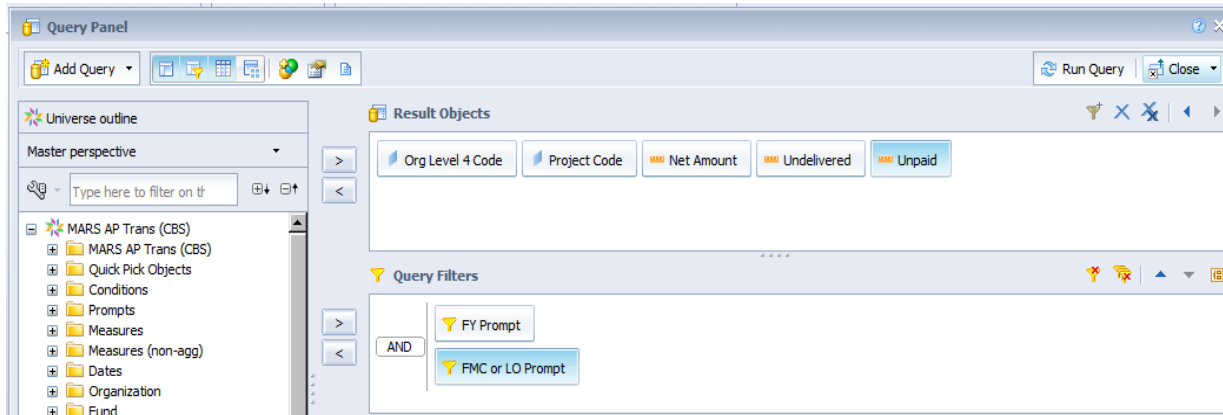 Query Panel
Add Query
Run Query
Close
Universe outline
Master perspective
Type here to filter on th
MARS AP Trans (CBS)
MARS AP Trans (CBS)
Quick Pick Objects
Conditions
Prompts
Measures
Measures (non-agg)
Dates
Organization
Fund
Result Objects
Org Level 4 Code Project Code Net Amount Undelivered Unpaid
Query Filters
AND
FY Prompt
FMC or LO Prompt